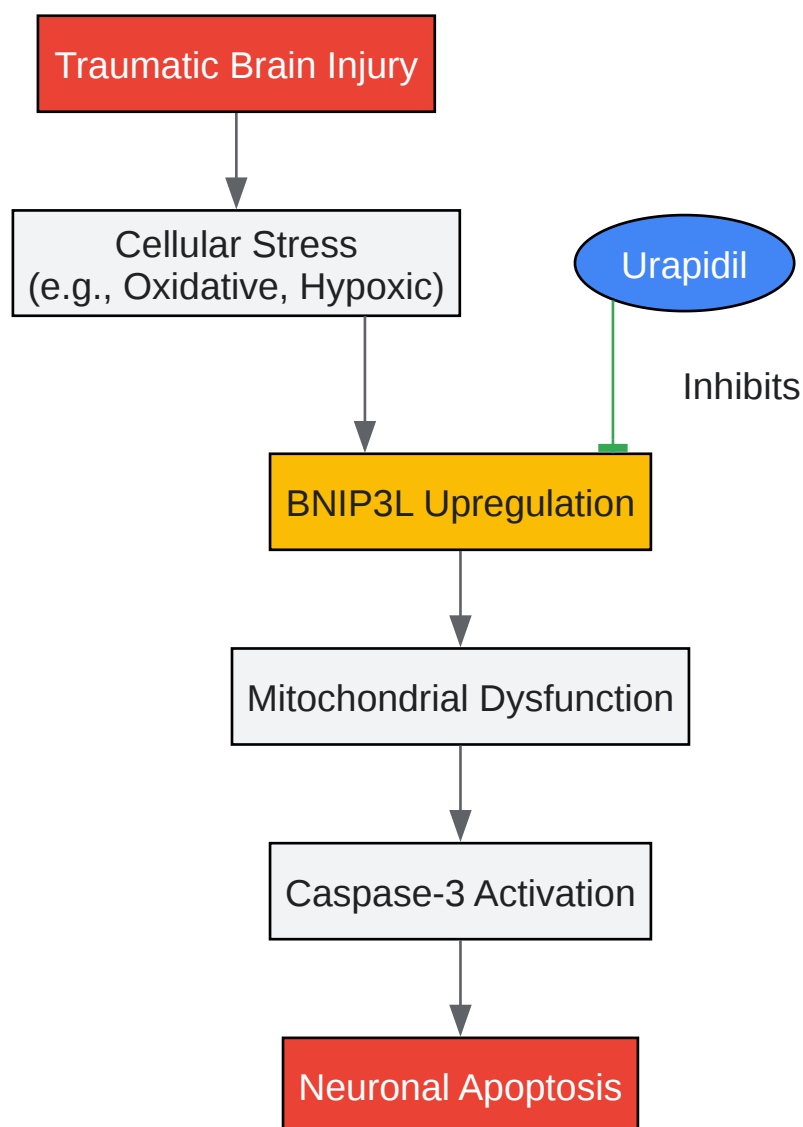 Traumatic Brain Injury
Cellular Stress
(e.g., Oxidative, Hypoxic)
Urapidil
Inhibits
BNIP3L Upregulation
Mitochondrial Dysfunction
Caspase-3 Activation
Neuronal Apoptosis